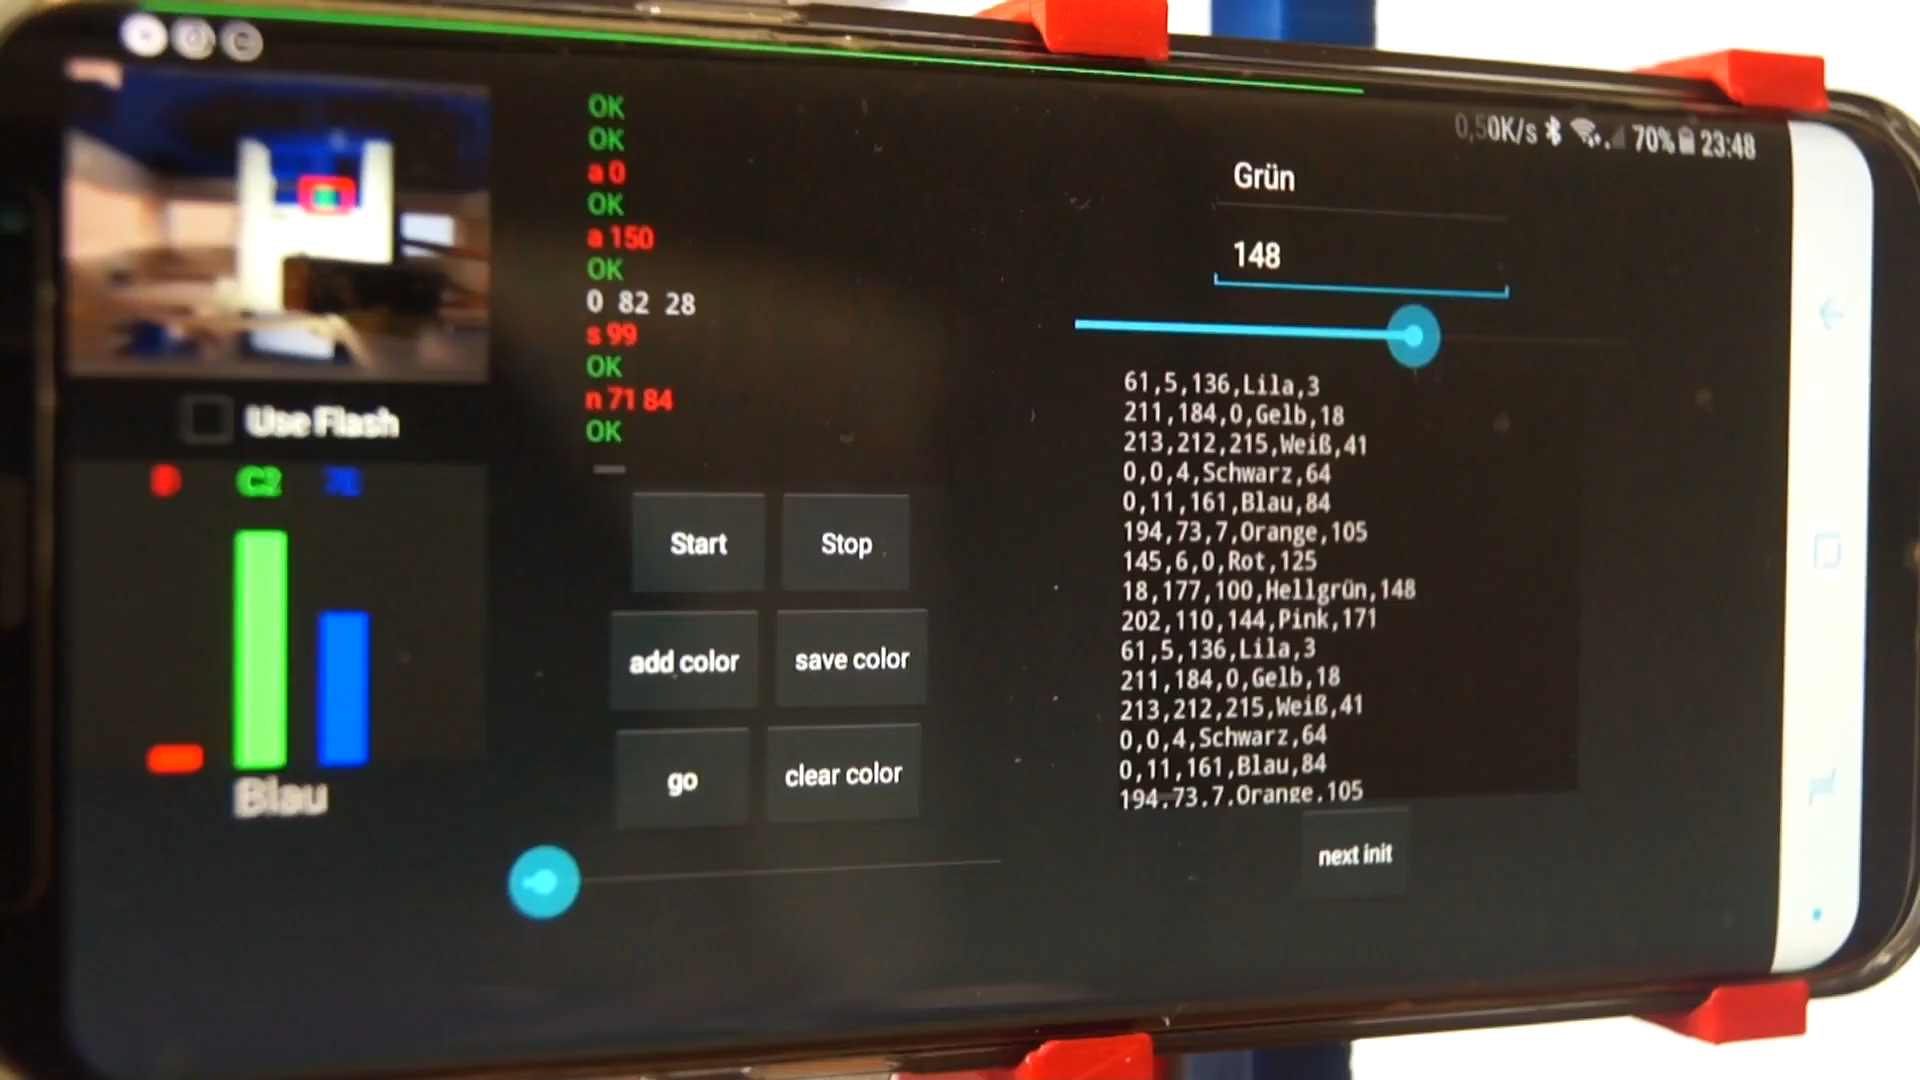 0,50K/s 70% 23:48
Use Flash
C2
Blau
OK
OK
a 0
OK
a 150
OK
0 82 28
s 99
OK
n 71 84
OK
Start
Stop
add color
save color
go
clear color
Grün
148
61,5,136,Lila,3
211,184,0,Gelb,18
213,212,215,Weiß,41
0,0,4,Schwarz,64
0,11,161,Blau,84
194,73,7,Orange,105
145,6,0,Rot,125
18,177,100,Hellgrün,148
202,110,144,Pink,171
61,5,136,Lila,3
211,184,0,Gelb,18
213,212,215,Weiß,41
0,0,4,Schwarz,64
0,11,161,Blau,84
194,73,7,Orange,105
next init